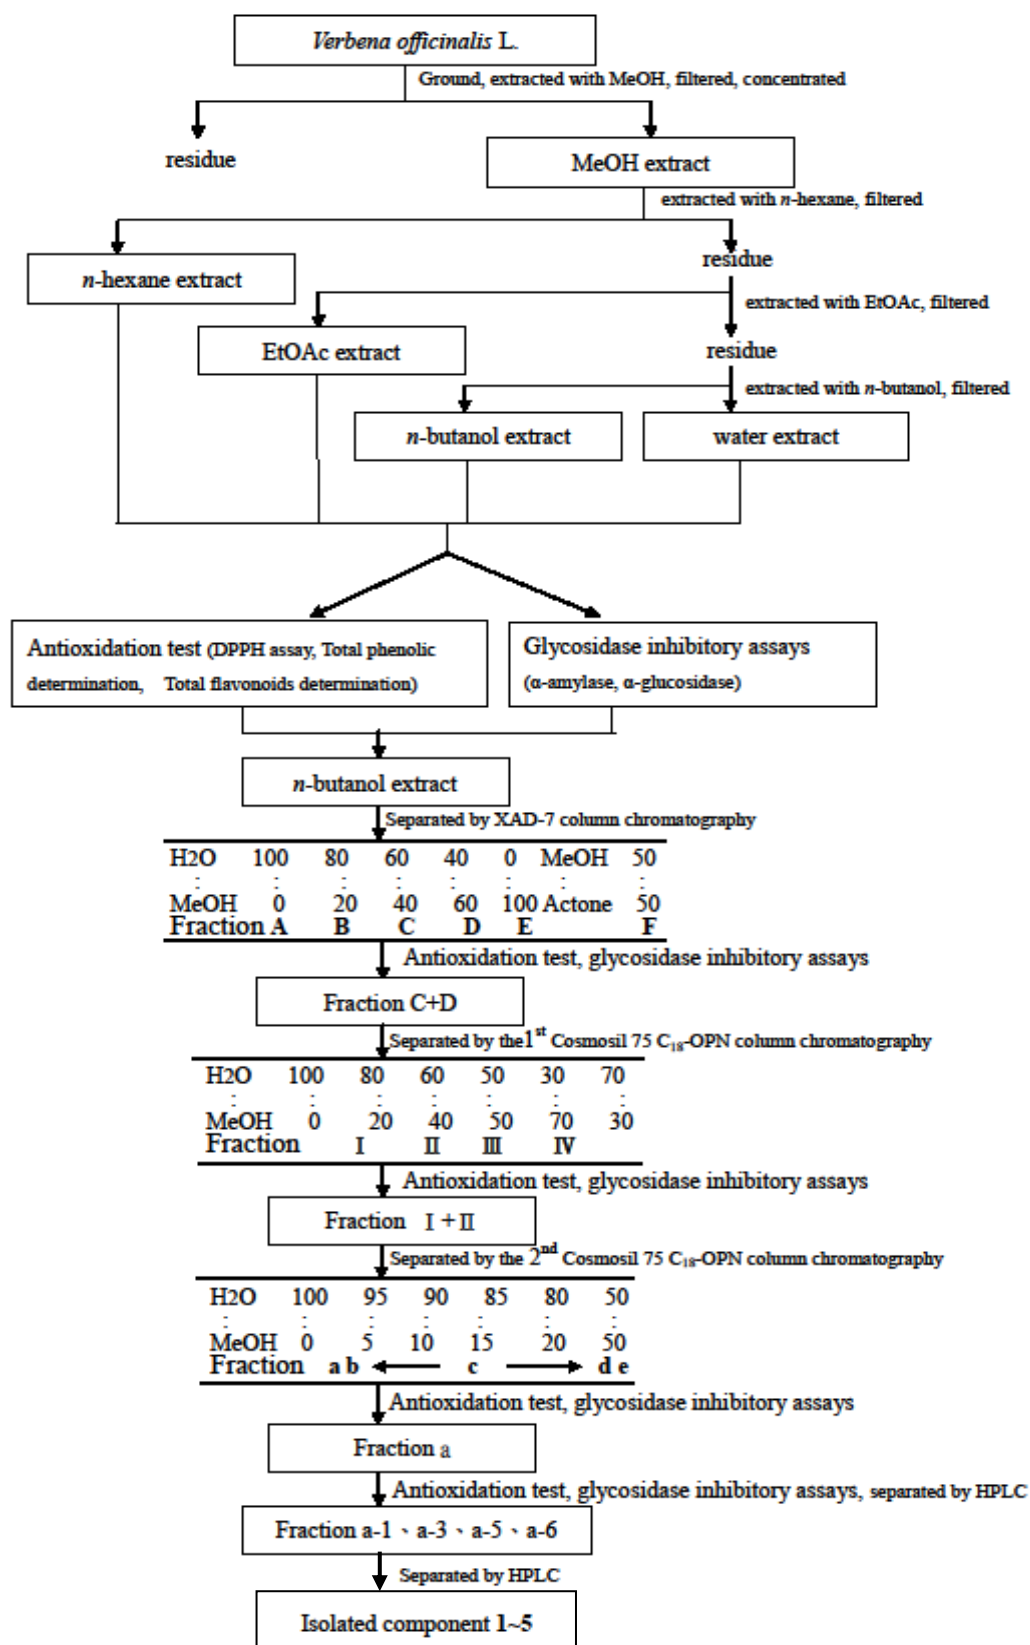 Verbena officinalis L.
Ground, extracted with MeOH, filtered, concentrated
residue
MeOH extract
extracted with n-hexane, filtered
n-hexane extract
residue
extracted with EtOAc, filtered
EtOAc extract
residue
extracted with n-butanol, filtered
n-butanol extract
water extract
Antioxidation test (DPPH assay, Total phenolic
determination, Total flavonoids determination)
Glycosidase inhibitory assays
(α-amylase, α-glucosidase)
n-butanol extract
Separated by XAD-7 column chromatography
H2O 100 80 60 40 0 MeOH 50
: : : : : : : :
MeOH 0 20 40 60 100 Actone 50
Fraction A B C D E F
Antioxidation test, glycosidase inhibitory assays
Fraction C+D
Separated by the1st Cosmosil 75 C18-OPN column chromatography
H2O 100 80 60 50 30 70
: : : : : : :
MeOH 0 20 40 50 70 30
Fraction I II III IV
Antioxidation test, glycosidase inhibitory assays
Fraction I + II
Separated by the 2nd Cosmosil 75 C18-OPN column chromatography
H2O 100 95 90 85 80 50
: : : : : : :
MeOH 0 5 10 15 20 50
Fraction a b c d e
Antioxidation test, glycosidase inhibitory assays
Fraction a
Antioxidation test, glycosidase inhibitory assays, separated by HPLC
Fraction a-1、a-3、a-5、a-6
Separated by HPLC
Isolated component 1~5